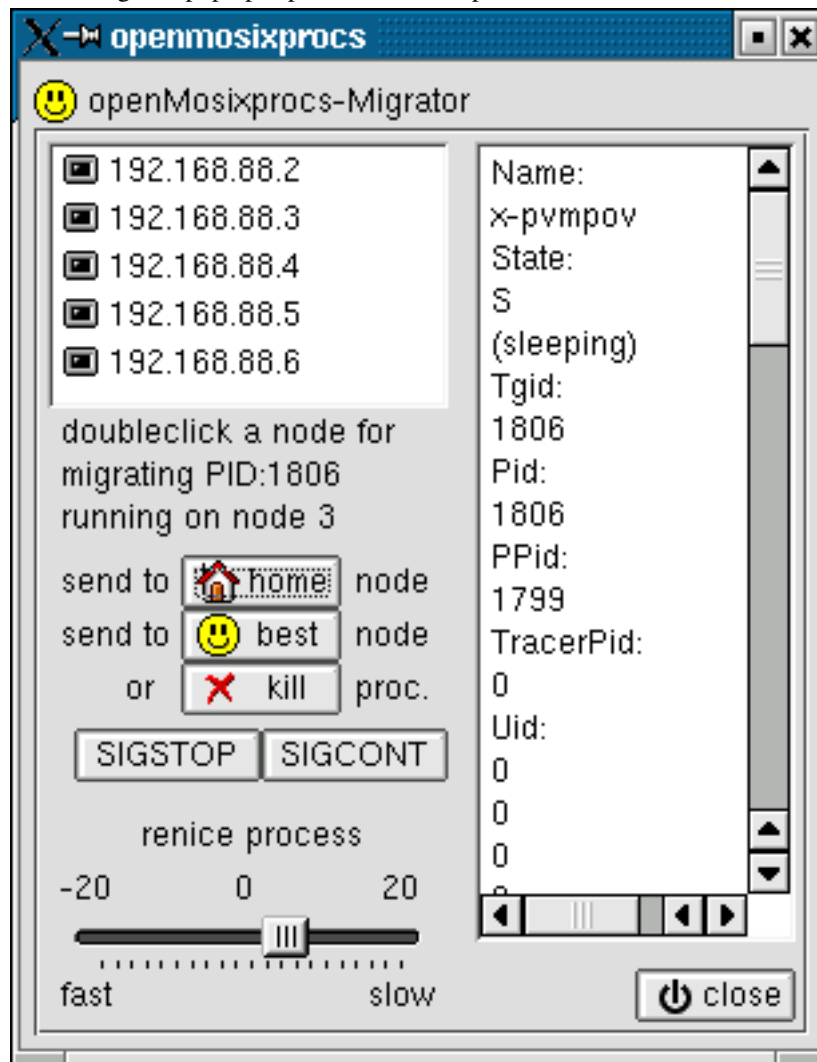 openmosixprocs
openMosixprocs-Migrator
192.168.88.2
192.168.88.3
192.168.88.4
192.168.88.5
192.168.88.6
doubleclick a node for
migrating PID:1806
running on node 3
send to home node
send to best node
or kill proc.
SIGSTOP SIGCONT
renice process
-20 0 20
fast slow
Name:
x-pvmpov
State:
S
(sleeping)
Tgid:
1806
Pid:
1806
PPid:
1799
TracerPid:
0
Uid:
0
0
0
close